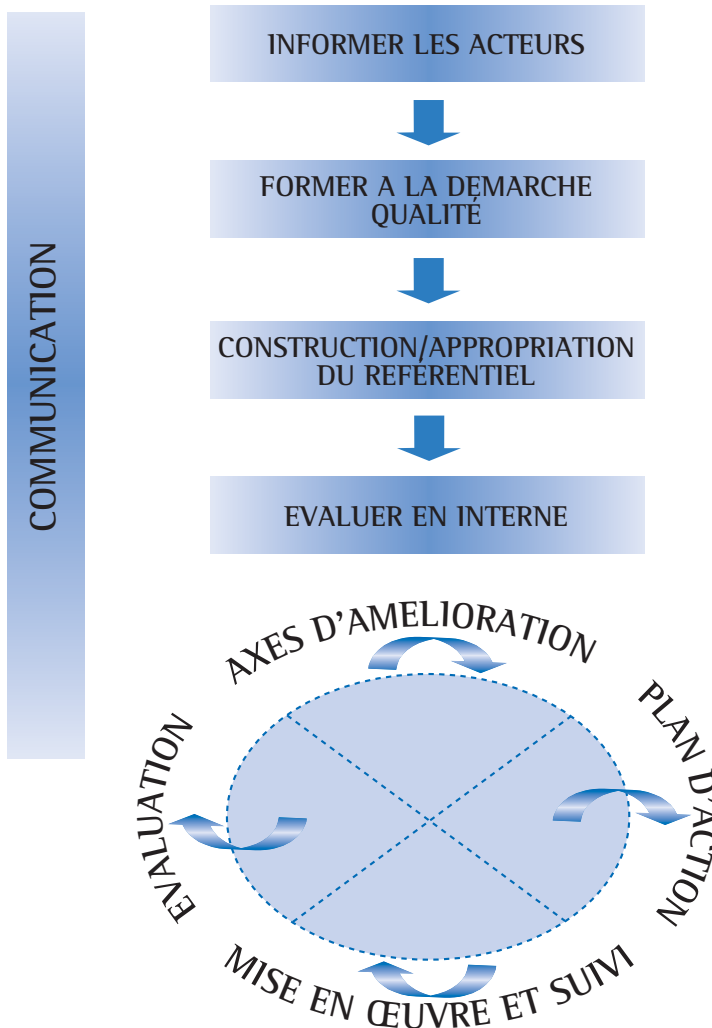 COMMUNICATION
INFORMER LES ACTEURS
FORMER A LA DEMARCHE
QUALITÉ
CONSTRUCTION/APPROPRIATION
DU REFÉRENTIEL
EVALUER EN INTERNE
AXES D'AMELIORATION
PLAN D'ACTION
MISE EN ŒUVRE ET SUIVI
EVALUATION